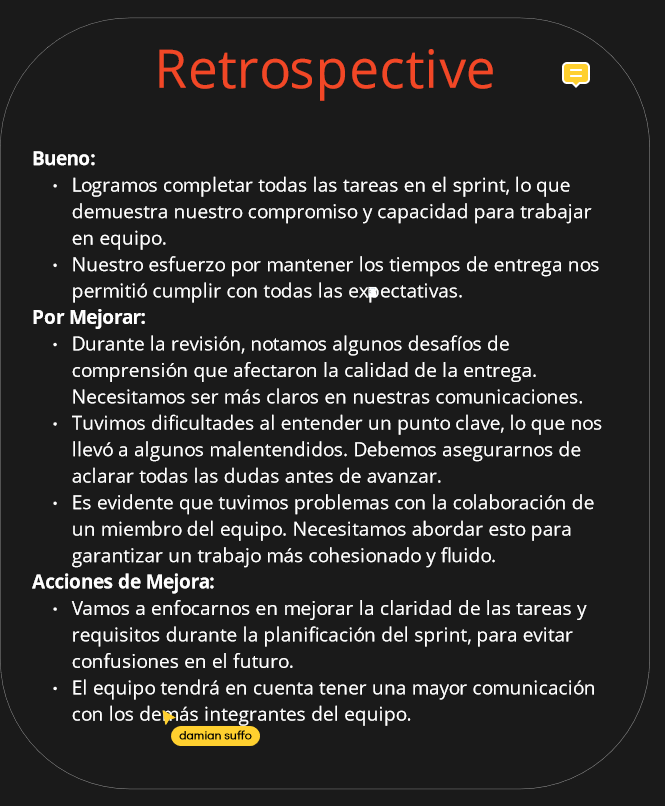 Retrospective
Bueno:
• Logramos completar todas las tareas en el sprint, lo que
demuestra nuestro compromiso y capacidad para trabajar
en equipo.
• Nuestro esfuerzo por mantener los tiempos de entrega nos
permitió cumplir con todas las expectativas.
Por Mejorar:
• Durante la revisión, notamos algunos desafíos de
comprensión que afectaron la calidad de la entrega.
Necesitamos ser más claros en nuestras comunicaciones.
• Tuvimos dificultades al entender un punto clave, lo que nos
llevó a algunos malentendidos. Debemos asegurarnos de
aclarar todas las dudas antes de avanzar.
• Es evidente que tuvimos problemas con la colaboración de
un miembro del equipo. Necesitamos abordar esto para
garantizar un trabajo más cohesionado y fluido.
Acciones de Mejora:
• Vamos a enfocarnos en mejorar la claridad de las tareas y
requisitos durante la planificación del sprint, para evitar
confusiones en el futuro.
• El equipo tendrá en cuenta tener una mayor comunicación
con los demás integrantes del equipo.
damian suffo